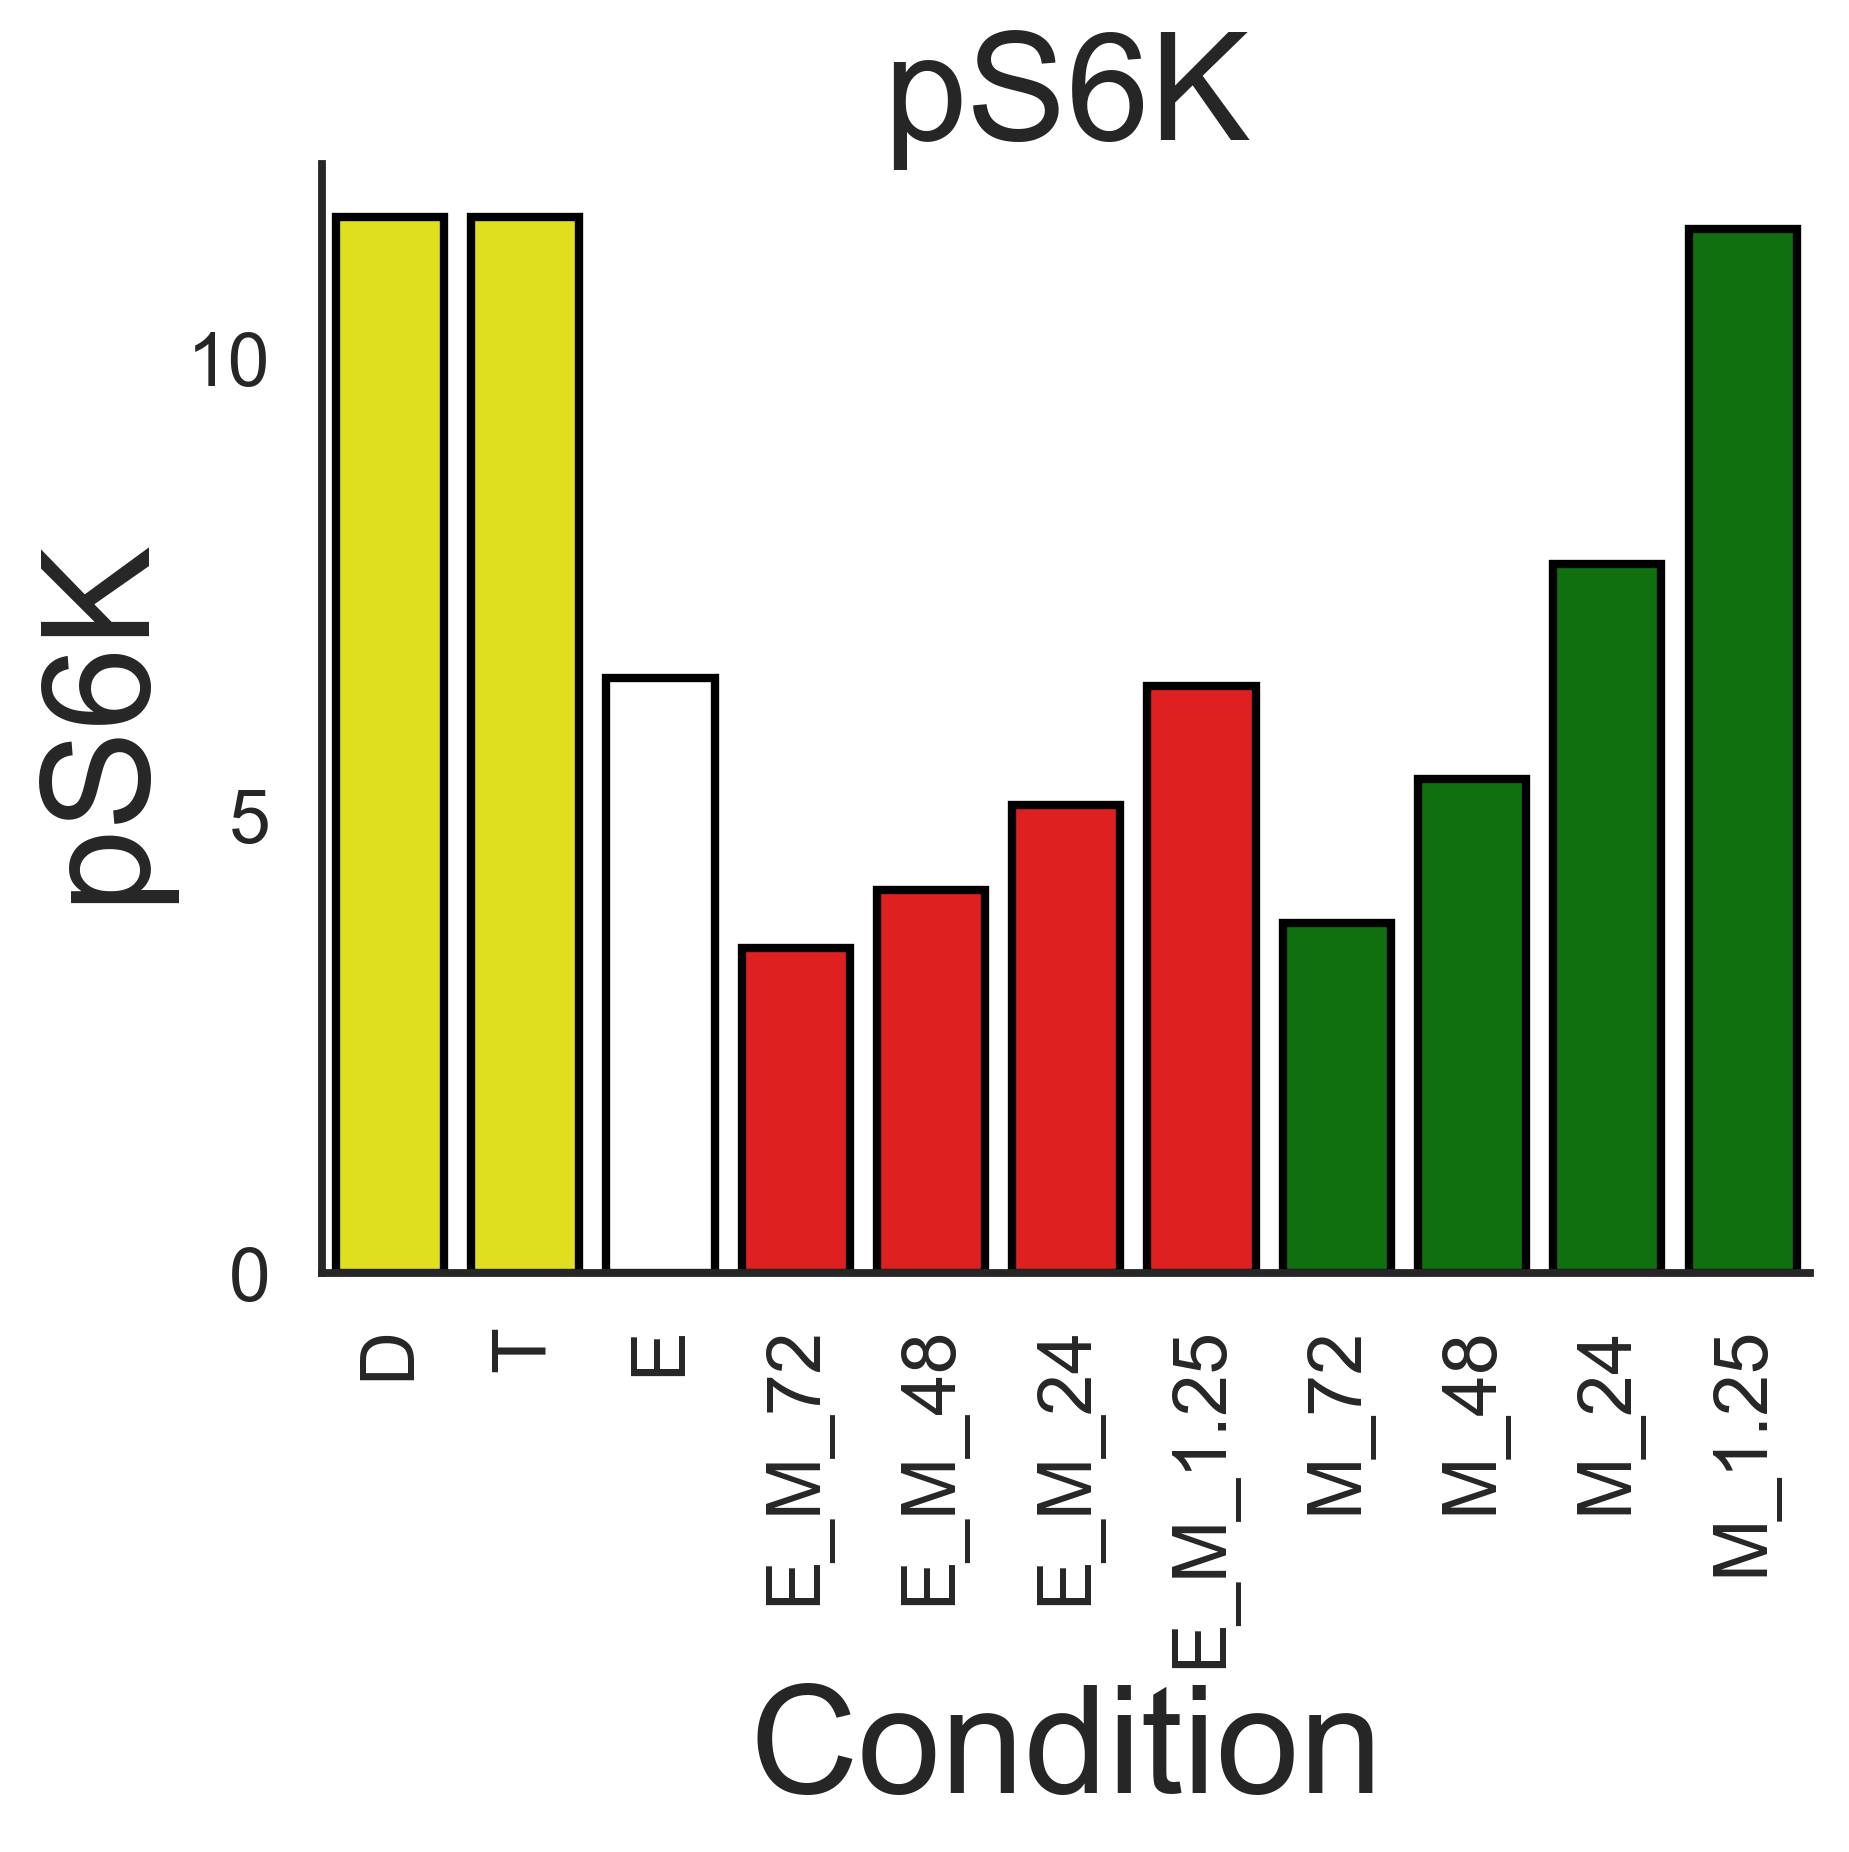 pS6K
pS6K
10
5
0
D
T
E
E_M_72
E_M_48
E_M_24
E_M_1.25
M_72
M_48
M_24
M_1.25
Condition